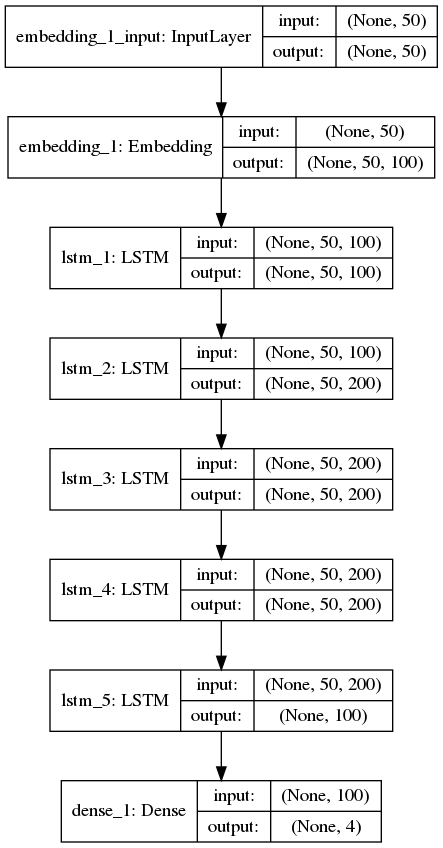 embedding_1_input: InputLayer input: (None, 50)
output: (None, 50)
embedding_1: Embedding input: (None, 50)
output: (None, 50, 100)
lstm_1: LSTM input: (None, 50, 100)
output: (None, 50, 100)
lstm_2: LSTM input: (None, 50, 100)
output: (None, 50, 200)
lstm_3: LSTM input: (None, 50, 200)
output: (None, 50, 200)
lstm_4: LSTM input: (None, 50, 200)
output: (None, 50, 200)
lstm_5: LSTM input: (None, 50, 200)
output: (None, 100)
dense_1: Dense input: (None, 100)
output: (None, 4)